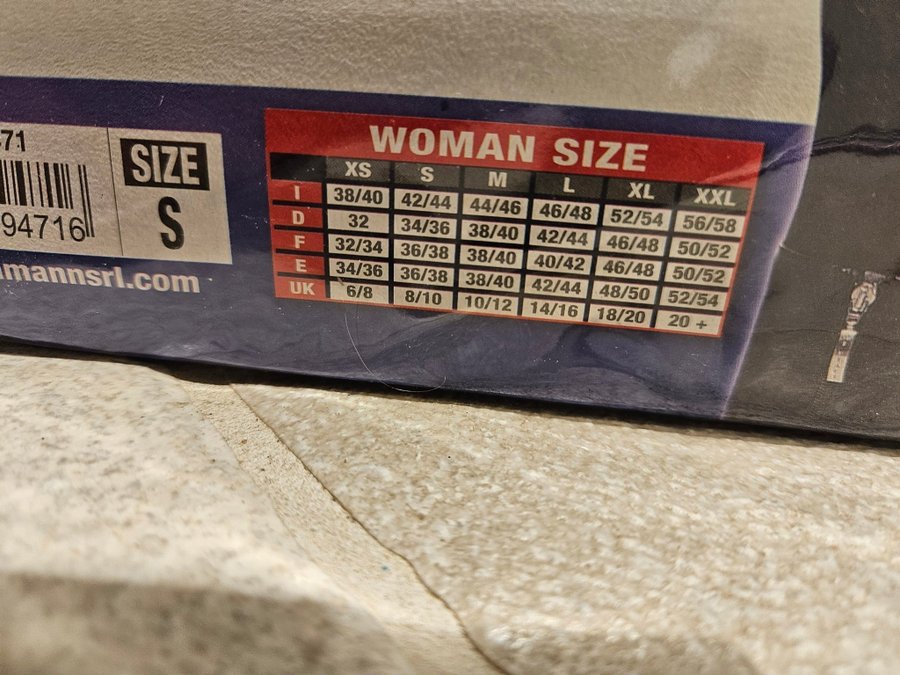 71
SIZE
S
94716
mannsrl.com
WOMAN SIZE
XS S M L XL XXL
I 38/40 42/44 44/46 46/48 52/54 56/58
D 32 34/36 38/40 42/44 46/48 50/52
F 32/34 36/38 38/40 40/42 46/48 50/52
E 34/36 36/38 38/40 42/44 48/50 52/54
UK 6/8 8/10 10/12 14/16 18/20 20 +